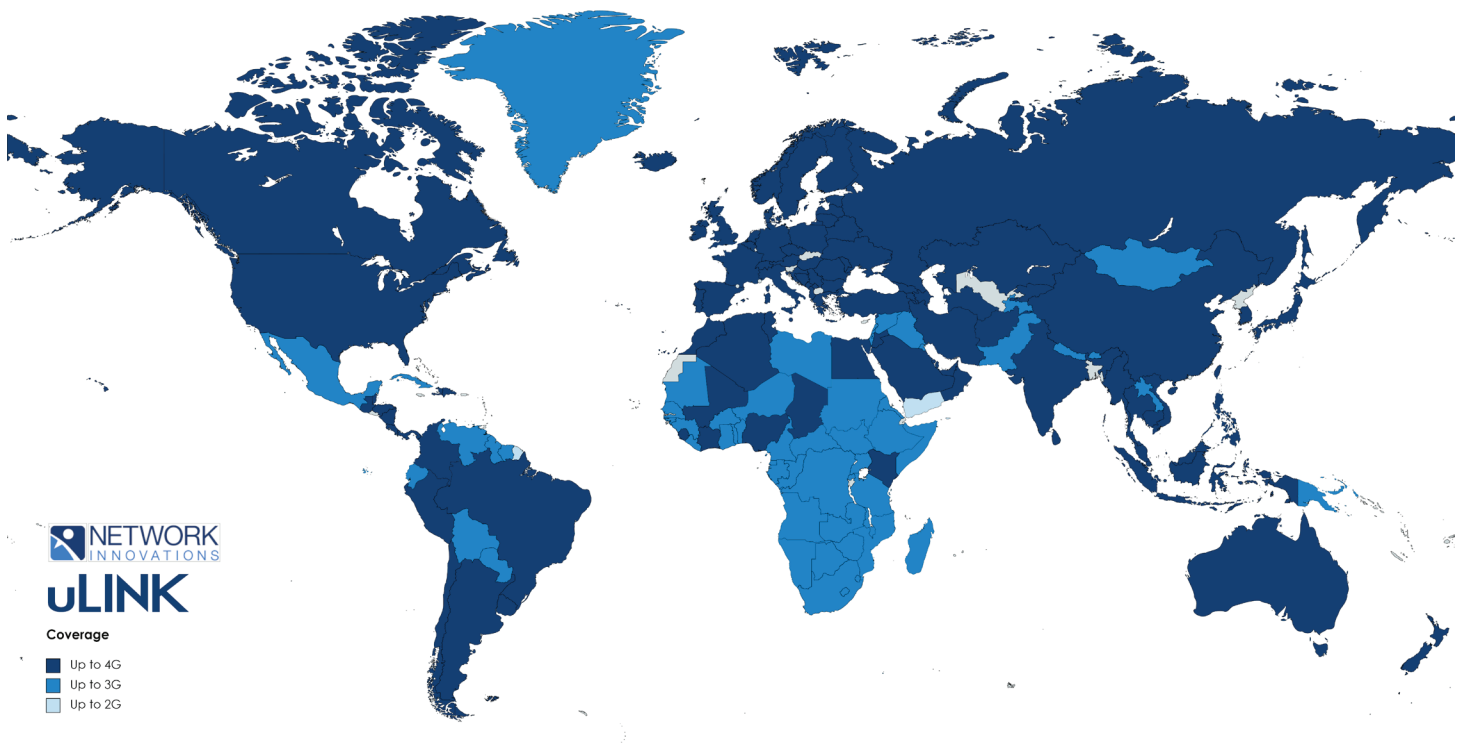 NETWORK
INNOVATIONS
uLINK
Coverage
Up to 4G
Up to 3G
Up to 2G